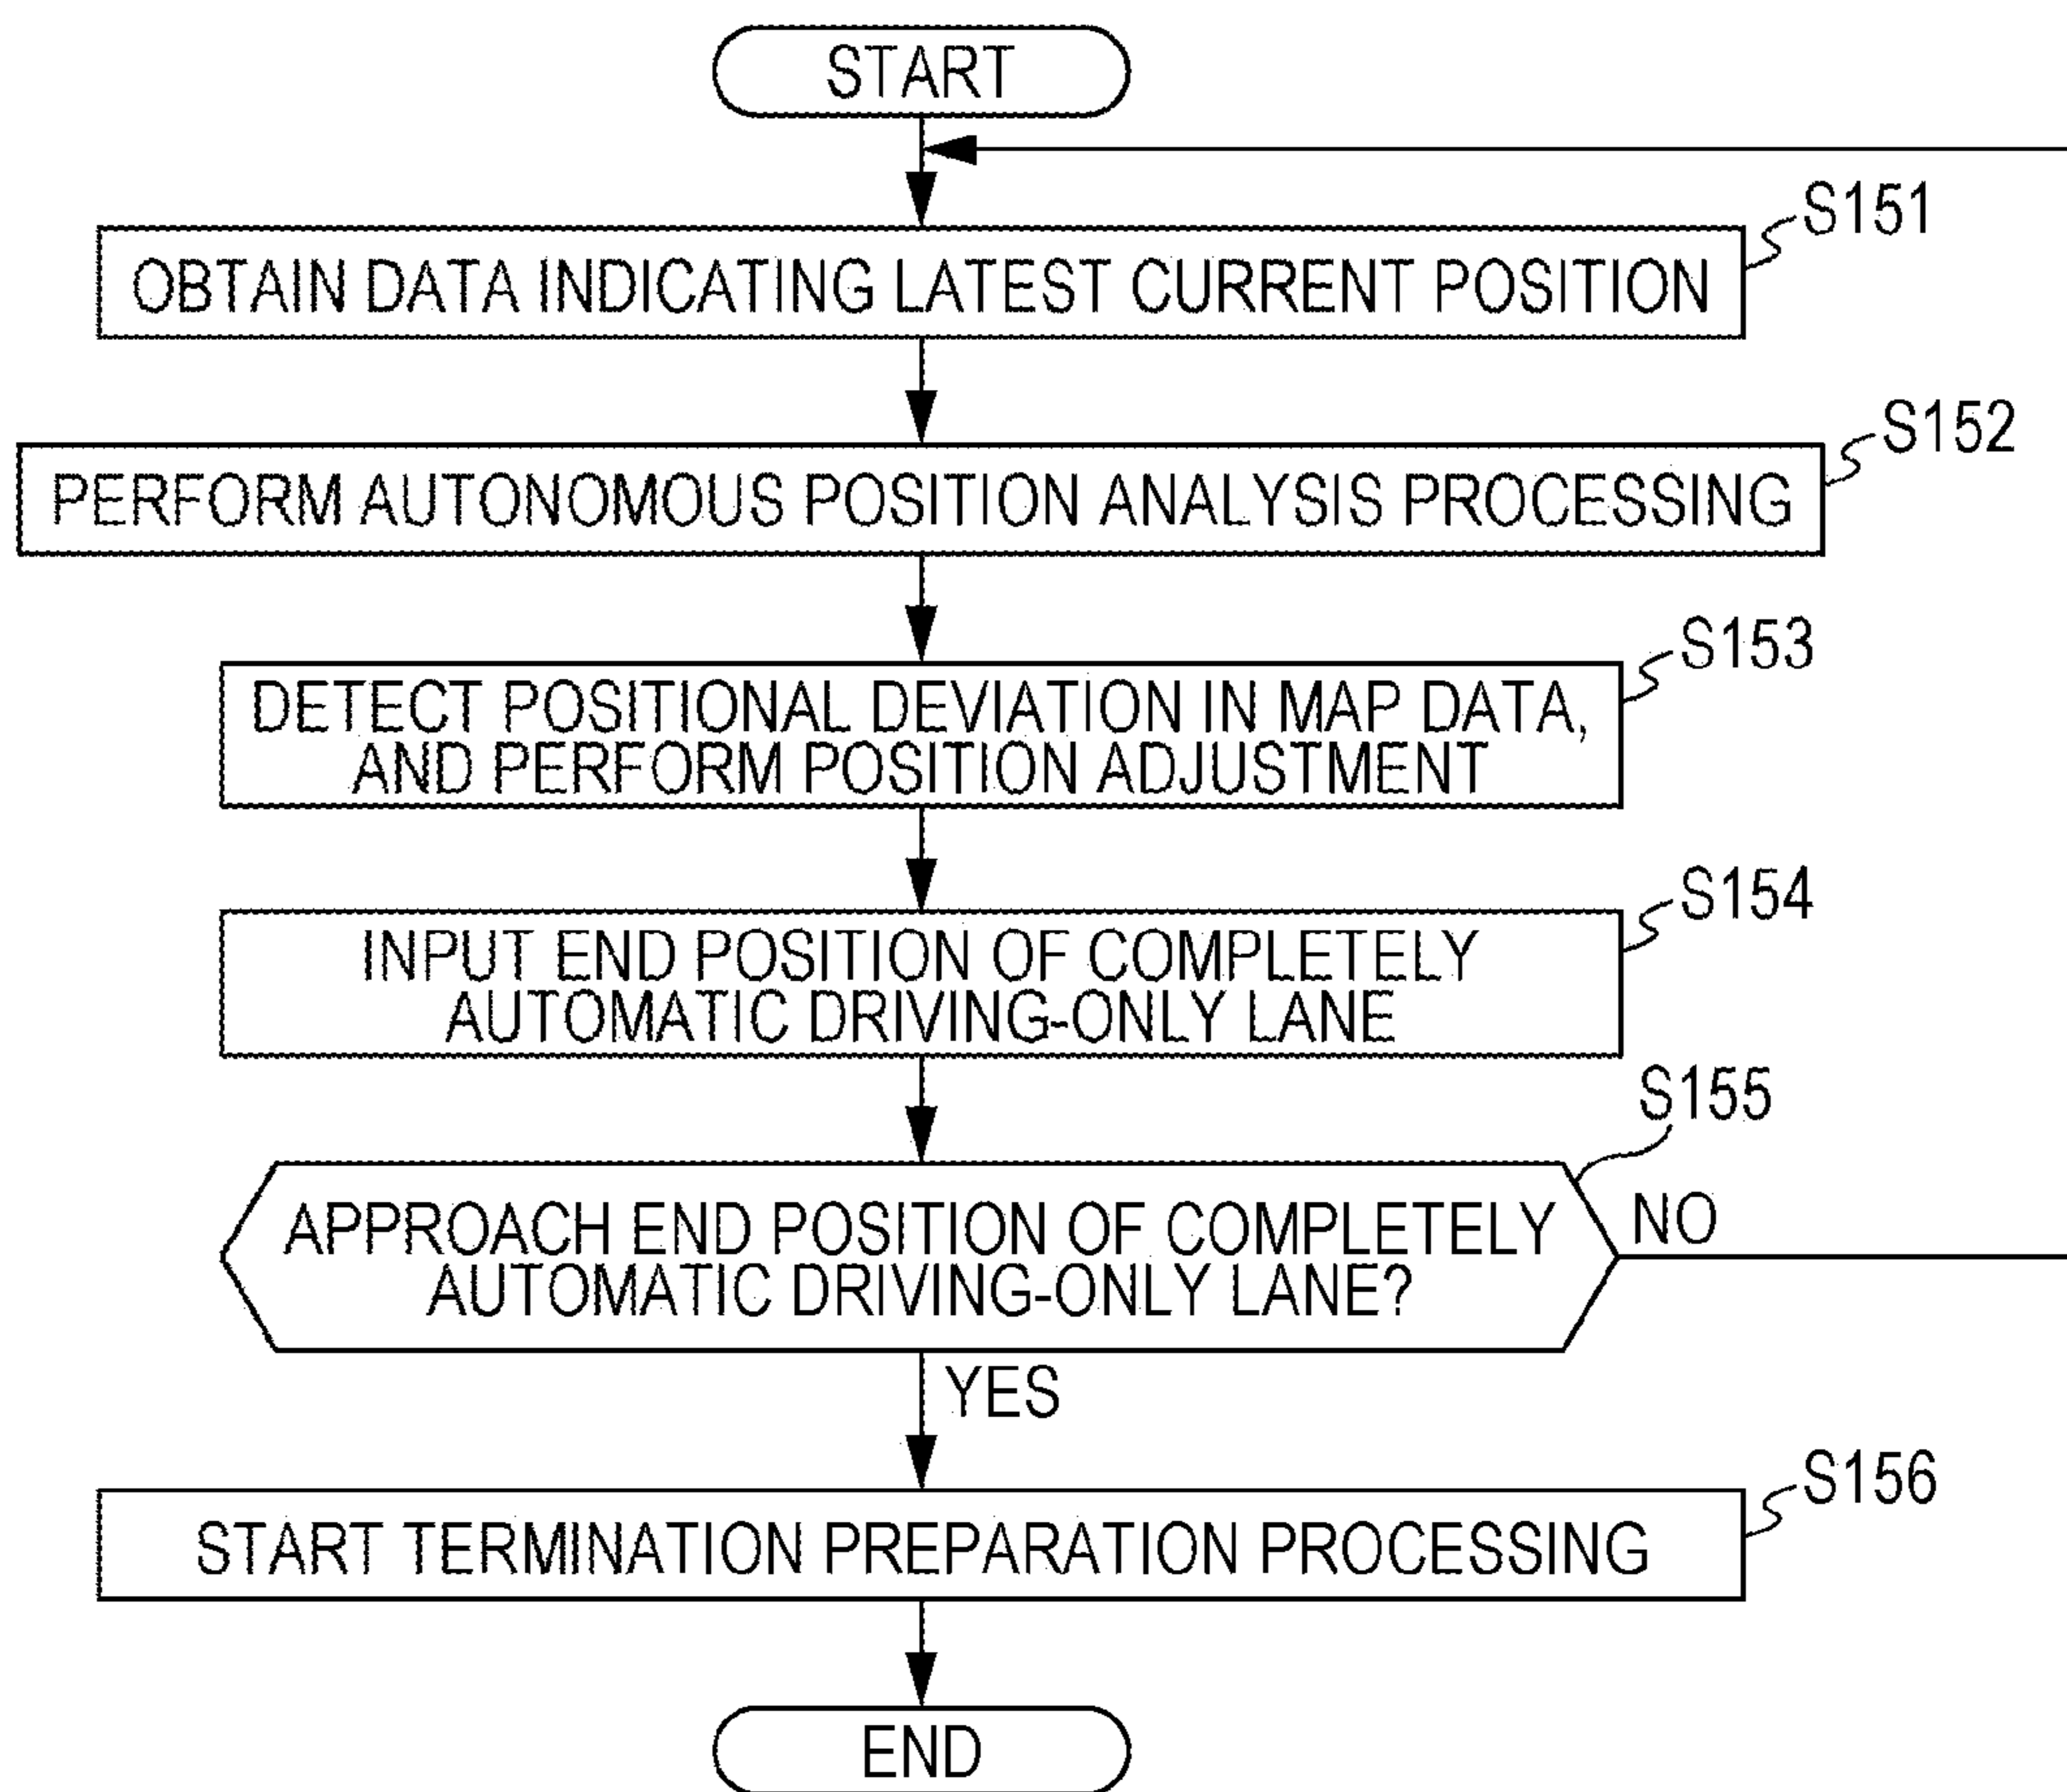 START
S151
OBTAIN DATA INDICATING LATEST CURRENT POSITION
S152
PERFORM AUTONOMOUS POSITION ANALYSIS PROCESSING
S153
DETECT POSITIONAL DEVIATION IN MAP DATA,
AND PERFORM POSITION ADJUSTMENT
S154
INPUT END POSITION OF COMPLETELY
AUTOMATIC DRIVING-ONLY LANE
S155
APPROACH END POSITION OF COMPLETELY
AUTOMATIC DRIVING-ONLY LANE?
NO
YES
S156
START TERMINATION PREPARATION PROCESSING
END